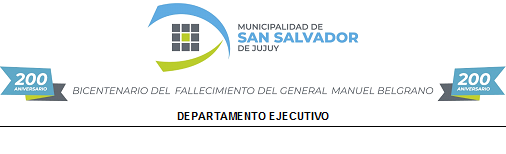 MUNICIPALIDAD DE
SAN SALVADOR
DE JUJUY
200
ANIVERSARIO
BICENTENARIO DEL FALLECIMIENTO DEL GENERAL MANUEL BELGRANO
200
ANIVERSARIO
DEPARTAMENTO EJECUTIVO